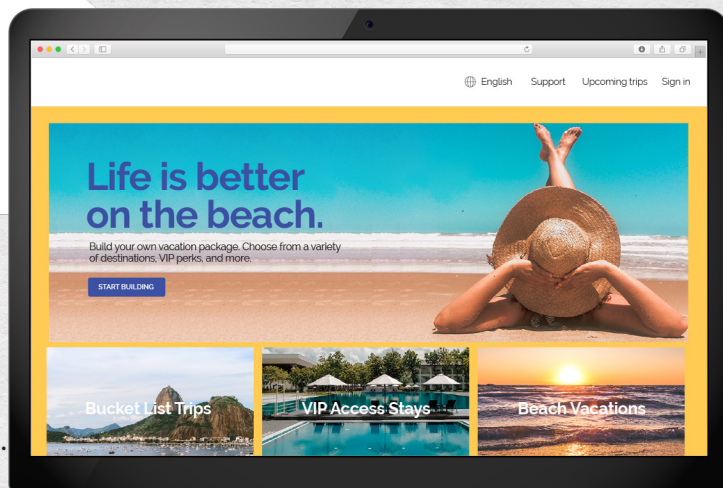 English Support Upcoming trips Sign in
Life is better
on the beach.
Build your own vacation package. Choose from a variety
of destinations, VIP perks, and more.
START BUILDING
Bucket List Trips
VIP Access Stays
Beach Vacations